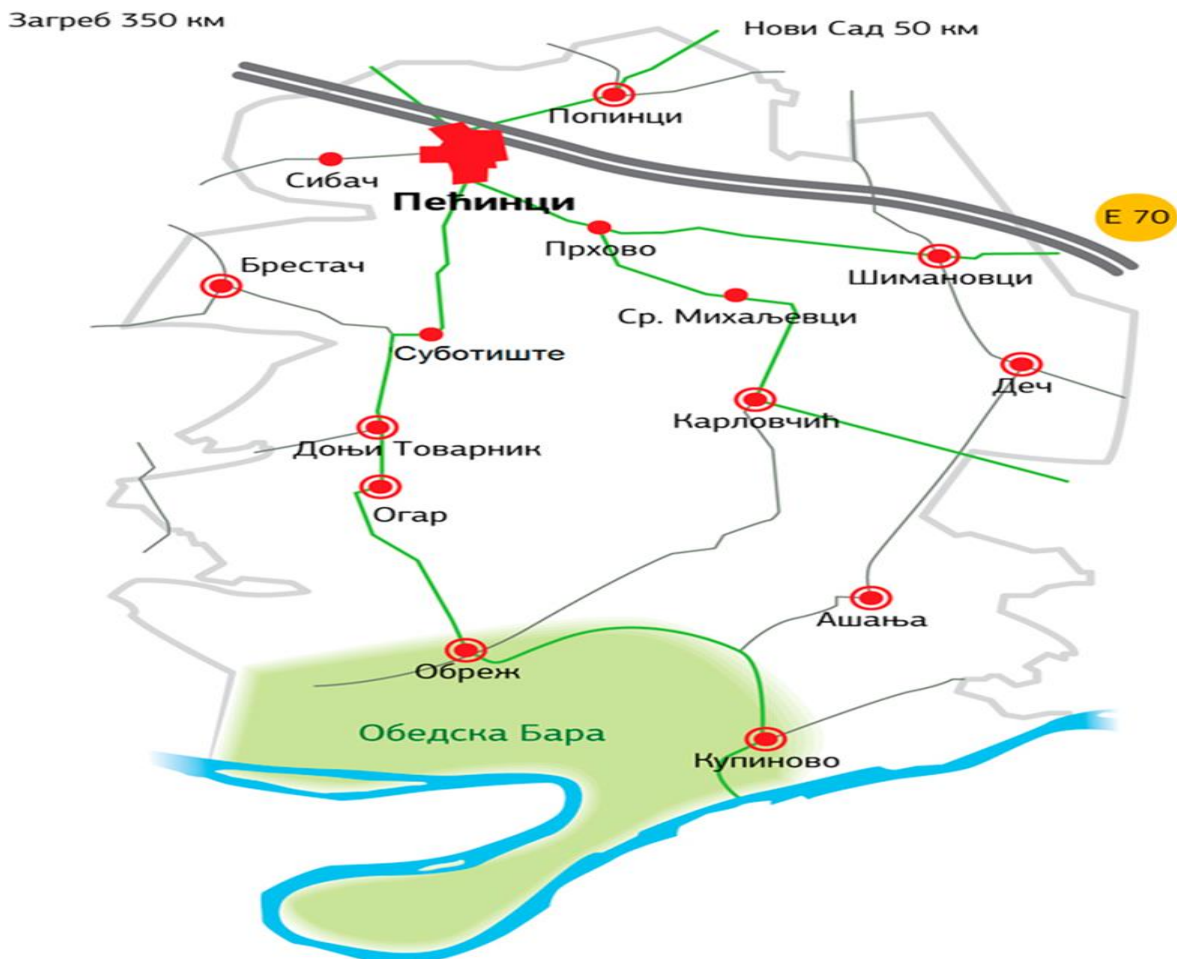 Загреб 350 км
Нови Сад 50 км
Попинци
Сибач
Пећинци
Е 70
Прхово
Брестач
Шимановци
Ср. Михаљевци
Суботиште
Деч
Карловчић
Доњи Товарник
Огар
Ашања
Обреж
Обедска Бара
Купиново